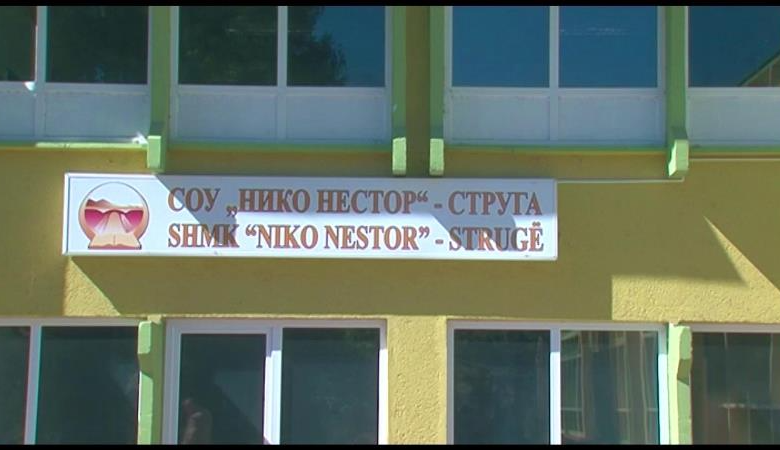 СОУ „НИКО НЕСТОР“ - СТРУГА
SHMK “NIKO NESTOR” - STRUGË